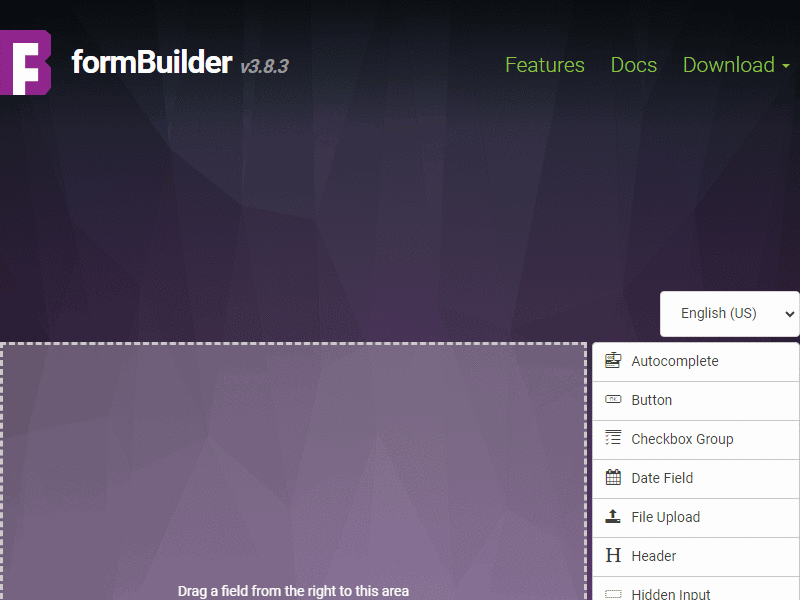 formBuilder v3.8.3
Features Docs Download
English (US)
Autocomplete
Button
Checkbox Group
Date Field
File Upload
H Header
Hidden Input
Drag a field from the right to this area